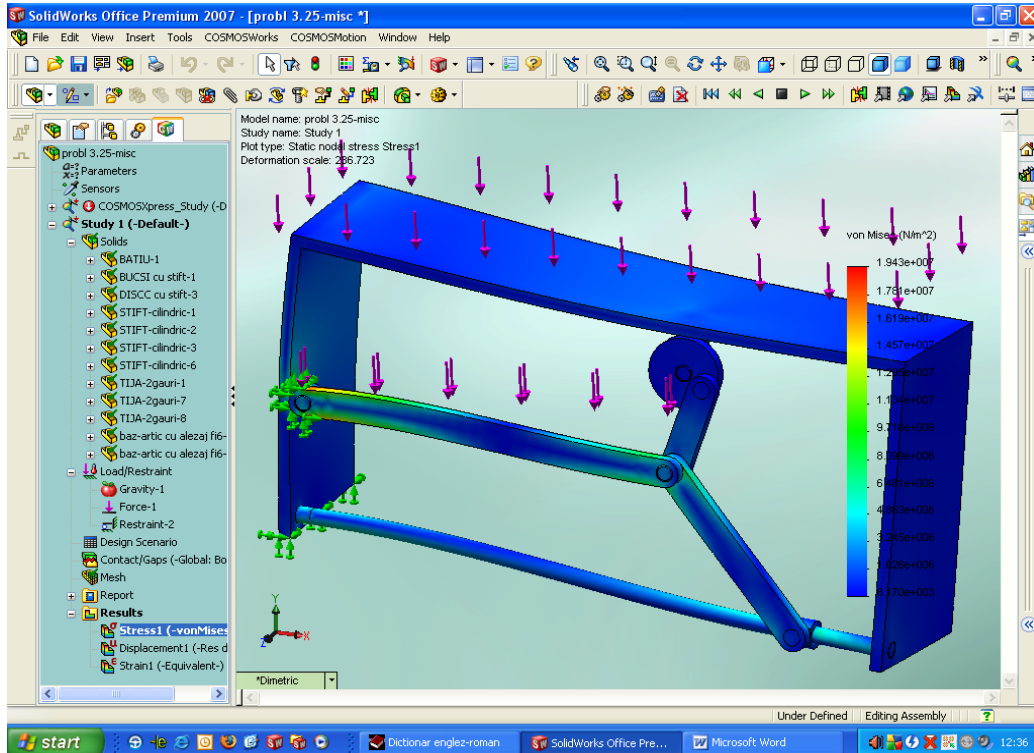 SolidWorks Office Premium 2007 - [probl 3.25-misc *]
File Edit View Insert Tools COSMOSWorks COSMOSMotion Window Help
Model name: probl 3.25-misc
Study name: Study 1
Plot type: Static nodal stress Stress1
Deformation scale: 286.723
probl 3.25-misc
Parameters
Sensors
COSMOSXpress_Study (-D
Study 1 (-Default-)
Solids
BATIU-1
BUCSI cu stift-1
DISCC cu stift-3
STIFT-cilindric-1
STIFT-cilindric-2
STIFT-cilindric-3
STIFT-cilindric-6
TIJA-2gauri-1
TIJA-2gauri-7
TIJA-2gauri-8
baz-artic cu alezaj fi6-
baz-artic cu alezaj fi6-
Load/Restraint
Gravity-1
Force-1
Restraint-2
Design Scenario
Contact/Gaps (-Global: Bo
Mesh
Report
Results
Stress1 (-vonMises
Displacement1 (-Res d
Strain1 (-Equivalent-)
von Mises (N/m^2)
1.943e+007
1.781e+007
1.619e+007
1.457e+007
Y
X
Z
*Dimetric
Under Defined Editing Assembly
start Dictionar englez-roman SolidWorks Office Pre... Microsoft Word 12:38